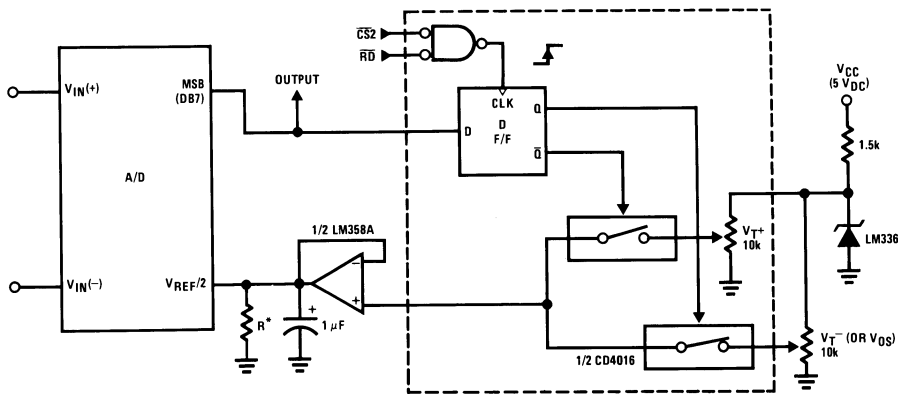 CS2
RD
VIN(+)
MSB
(DB7)
OUTPUT
CLK
D
D
F/F
Q
Q
VCC
(5 VDC)
1.5k
A/D
1/2 LM358A
VT+
10k
LM336
VIN(-)
VREF/2
-
+
R*
+
1 μF
1/2 CD4016
VT- (OR VOS)
10k